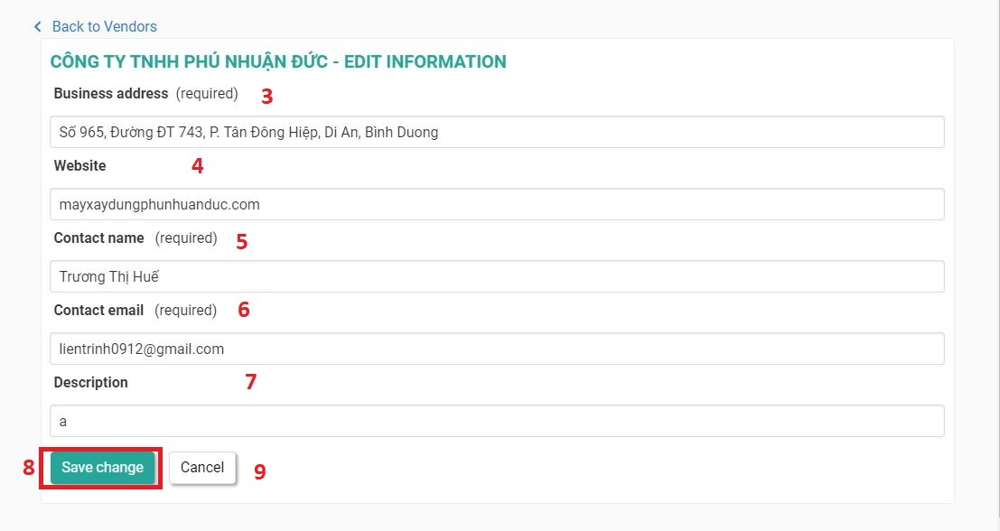 Back to Vendors
CÔNG TY TNHH PHÚ NHUẬN ĐỨC - EDIT INFORMATION
Business address (required) 3
Số 965, Đường ĐT 743, P. Tân Đông Hiệp, Di An, Bình Duong
Website 4
mayxaydungphunhuanduc.com
Contact name (required) 5
Trương Thị Huế
Contact email (required) 6
lientrinh0912@gmail.com
Description 7
a
8 Save change Cancel 9